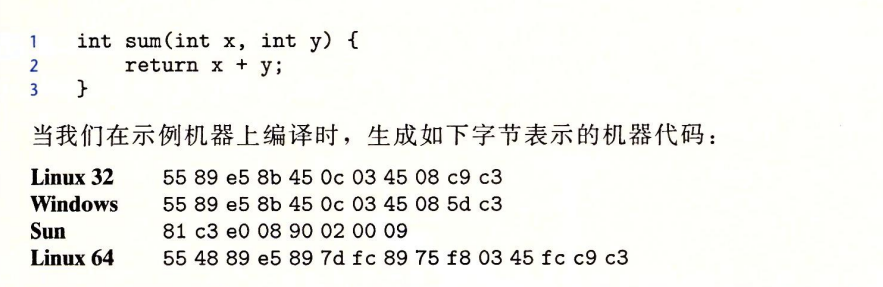 1 int sum(int x, int y) {
2 return x + y;
3 }
当我们在示例机器上编译时，生成如下字节表示的机器代码：
Linux 32 55 89 e5 8b 45 0c 03 45 08 c9 c3
Windows 55 89 e5 8b 45 0c 03 45 08 5d c3
Sun 81 c3 e0 08 90 02 00 09
Linux 64 55 48 89 e5 89 7d fc 89 75 f8 03 45 fc c9 c3